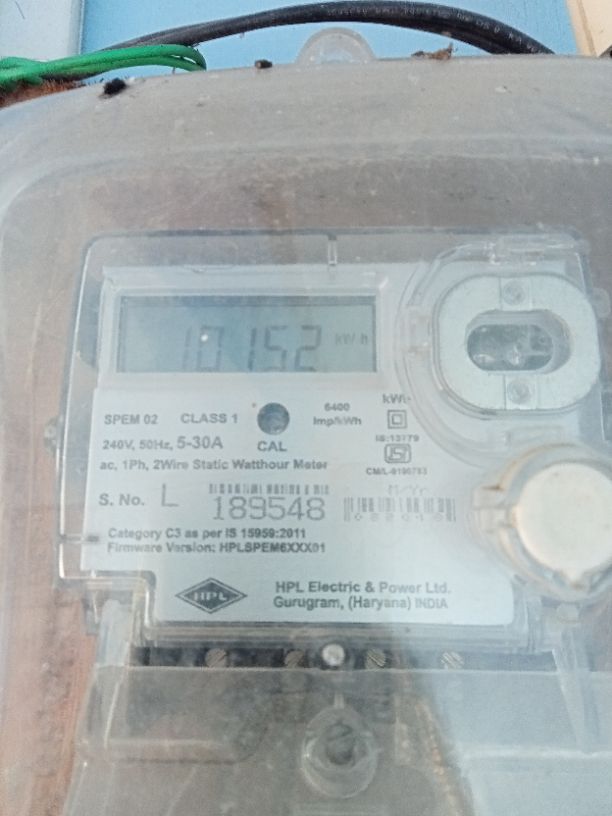 10152 kWh
SPEM 02 CLASS 1 6400 imp/kWh kWh
240V, 50Hz, 5-30A CAL IS:13779
ac, 1Ph, 2Wire Static Watthour Meter
S. No. L 189548 M/Yr
Category C3 as per IS 15959:2011
Firmware Version: HPLSPEM6XXX01
HPL
HPL Electric & Power Ltd.
Gurugram, (Haryana) INDIA